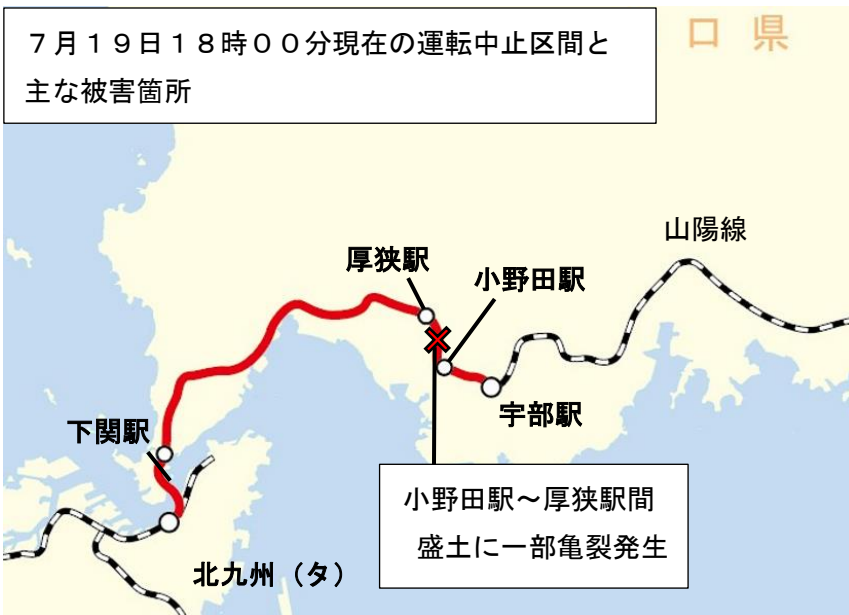 7月19日18時00分現在の運転中止区間と
主な被害箇所
口県
山陽線
厚狭駅
小野田駅
宇部駅
下関駅
小野田駅～厚狭駅間
盛土に一部亀裂発生
北九州（タ）